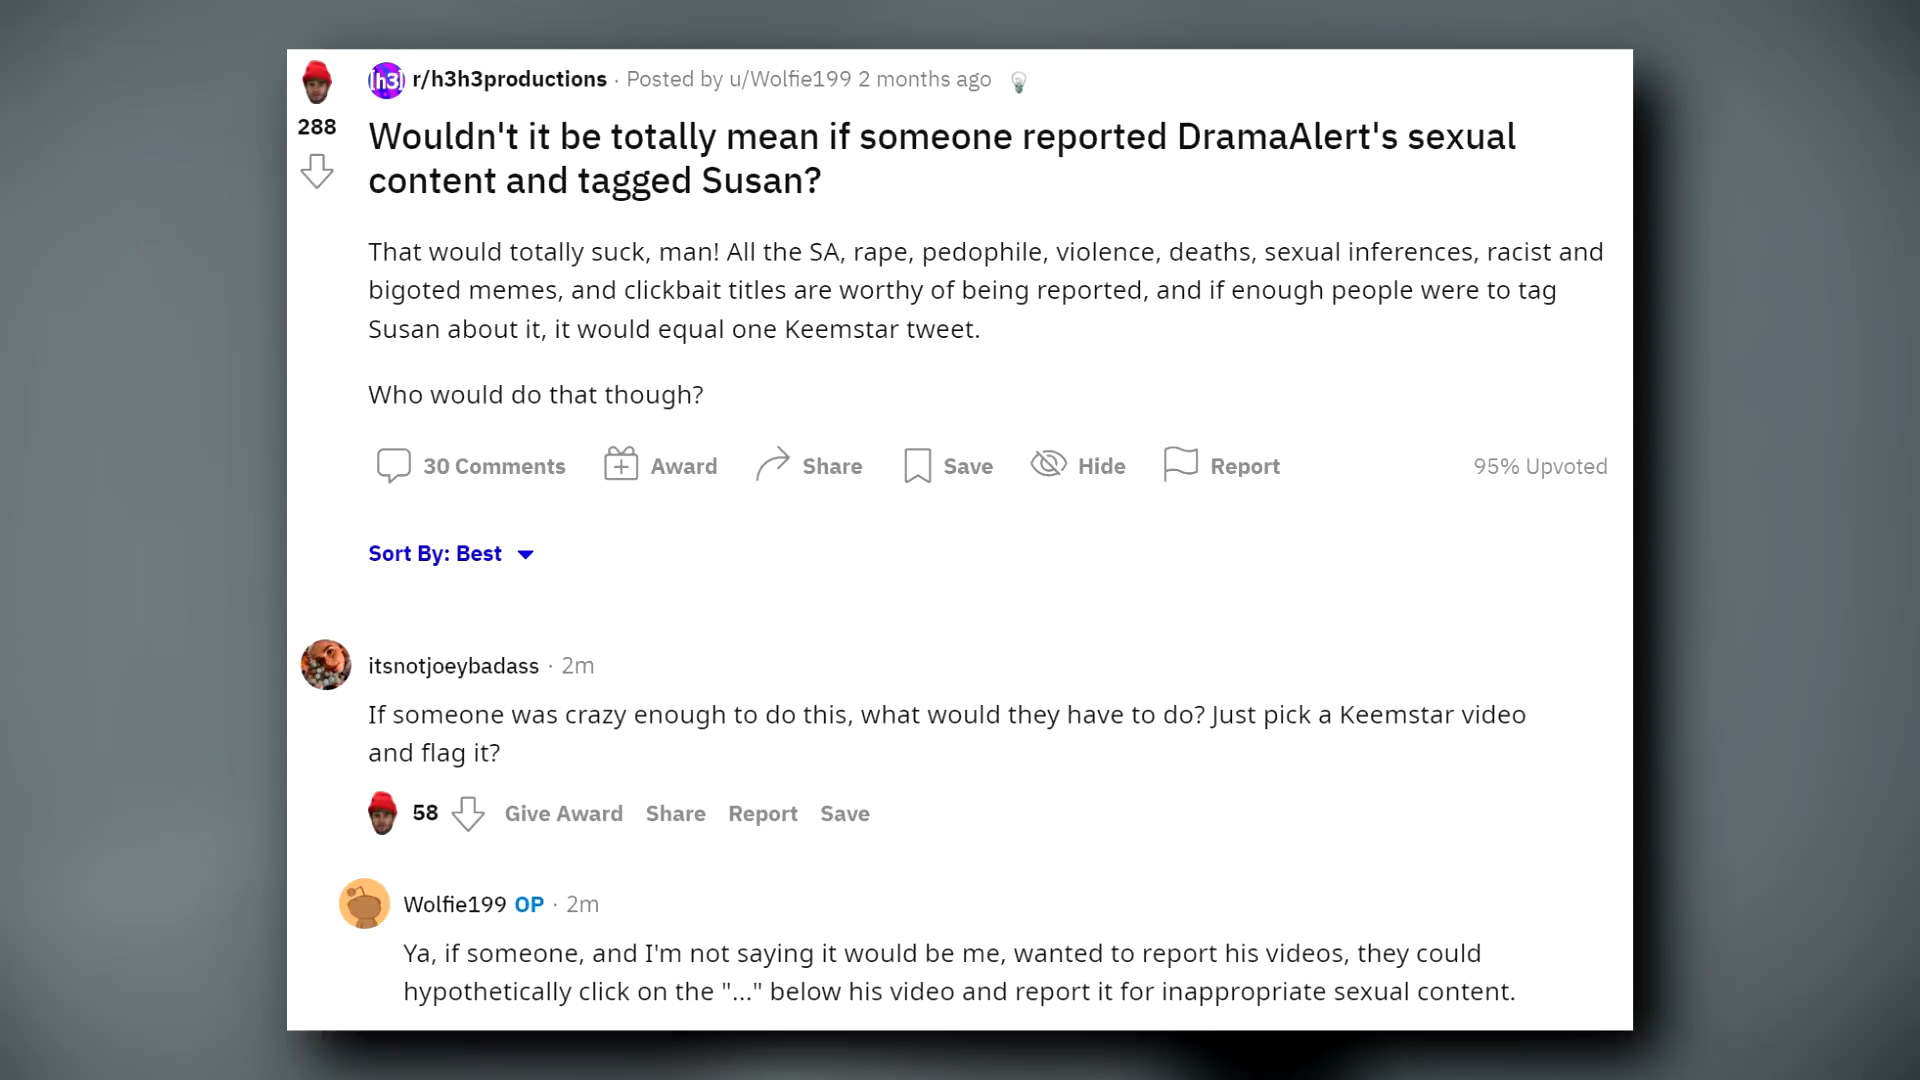 [h3] r/h3h3productions · Posted by u/Wolfie199 2 months ago
288
Wouldn't it be totally mean if someone reported DramaAlert's sexual
content and tagged Susan?
That would totally suck, man! All the SA, rape, pedophile, violence, deaths, sexual inferences, racist and
bigoted memes, and clickbait titles are worthy of being reported, and if enough people were to tag
Susan about it, it would equal one Keemstar tweet.
Who would do that though?
30 Comments Award Share Save Hide Report 95% Upvoted
Sort By: Best
itsnotjoeybadass · 2m
If someone was crazy enough to do this, what would they have to do? Just pick a Keemstar video
and flag it?
58 Give Award Share Report Save
Wolfie199 OP · 2m
Ya, if someone, and I'm not saying it would be me, wanted to report his videos, they could
hypothetically click on the "..." below his video and report it for inappropriate sexual content.